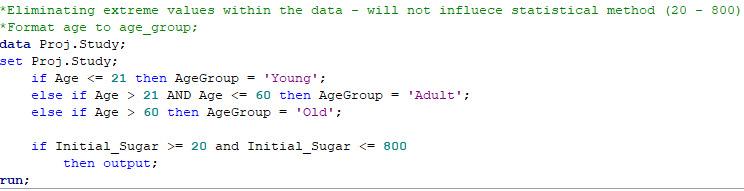 *Eliminating extreme values within the data - will not influece statistical method (20 - 800)
*Format age to age_group;
data Proj.Study;
set Proj.Study;
    if Age <= 21 then AgeGroup = 'Young';
    else if Age > 21 AND Age <= 60 then AgeGroup = 'Adult';
    else if Age > 60 then AgeGroup = 'Old';
    if Initial_Sugar >= 20 and Initial_Sugar <= 800
        then output;
run;